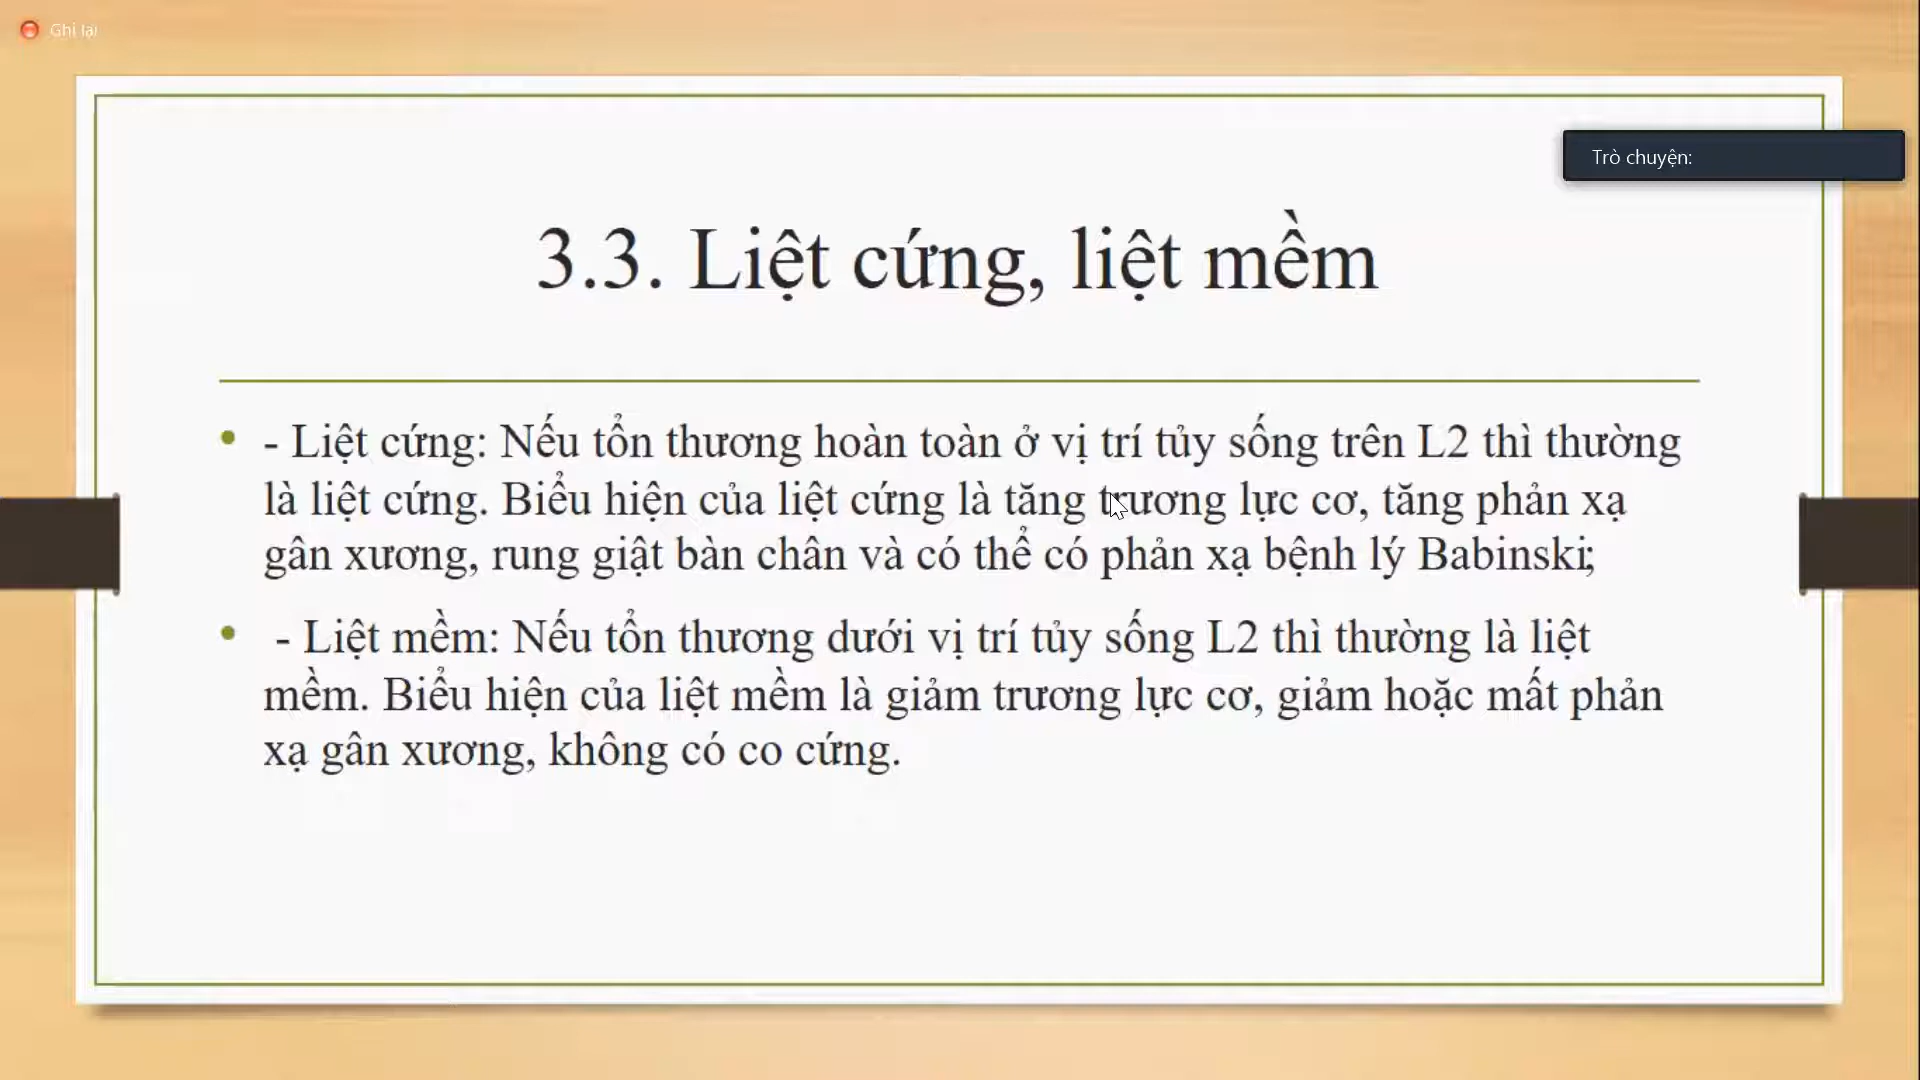 Ghi lại
Trò chuyện:
3.3. Liệt cứng, liệt mềm
• - Liệt cứng: Nếu tổn thương hoàn toàn ở vị trí tủy sống trên L2 thì thường
là liệt cứng. Biểu hiện của liệt cứng là tăng trương lực cơ, tăng phản xạ
gân xương, rung giật bàn chân và có thể có phản xạ bệnh lý Babinski;
• - Liệt mềm: Nếu tổn thương dưới vị trí tủy sống L2 thì thường là liệt
mềm. Biểu hiện của liệt mềm là giảm trương lực cơ, giảm hoặc mất phản
xạ gân xương, không có co cứng.